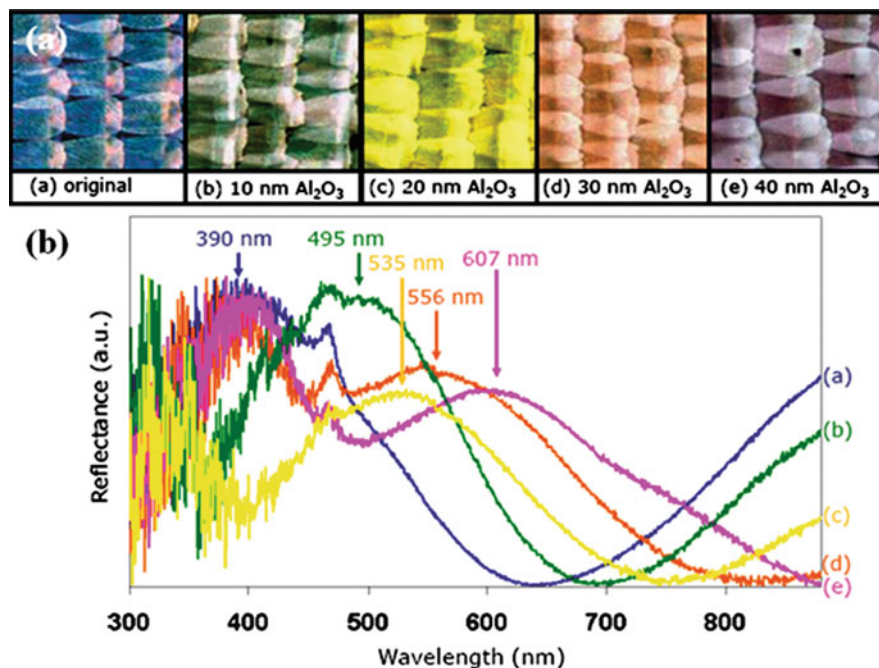 (a)
(a) original
(b) 10 nm Al₂O₃
(c) 20 nm Al₂O₃
(d) 30 nm Al₂O₃
(e) 40 nm Al₂O₃
(b)
390 nm
495 nm
535 nm
607 nm
556 nm
Reflectance (a.u.)
(a)
(b)
(c)
(d)
(e)
300 400 500 600 700 800
Wavelength (nm)